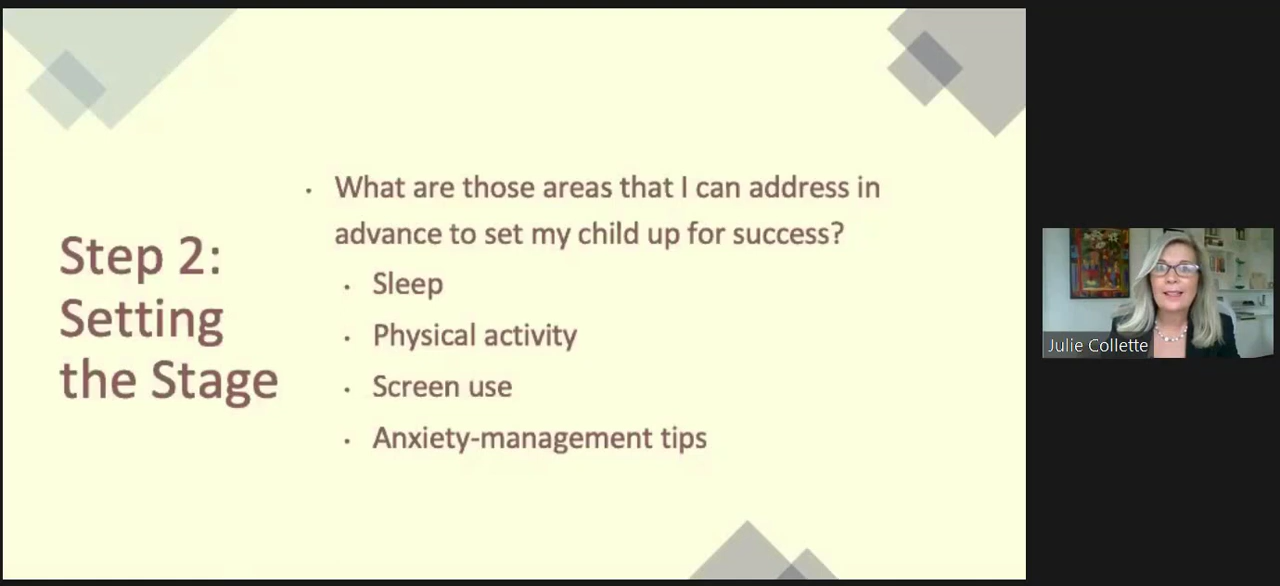 Step 2:
Setting
the Stage
• What are those areas that I can address in
advance to set my child up for success?
• Sleep
• Physical activity
• Screen use
• Anxiety-management tips
Julie Collette